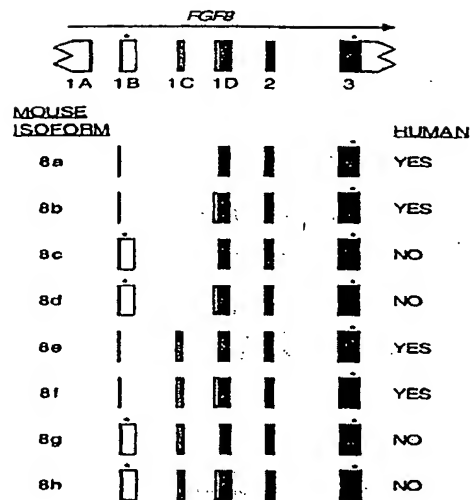 FGF8
1A 1B 1C 1D 2 3
MOUSE
ISOFORM
HUMAN
8a YES
8b YES
8c NO
8d NO
8e YES
8f YES
8g NO
8h NO